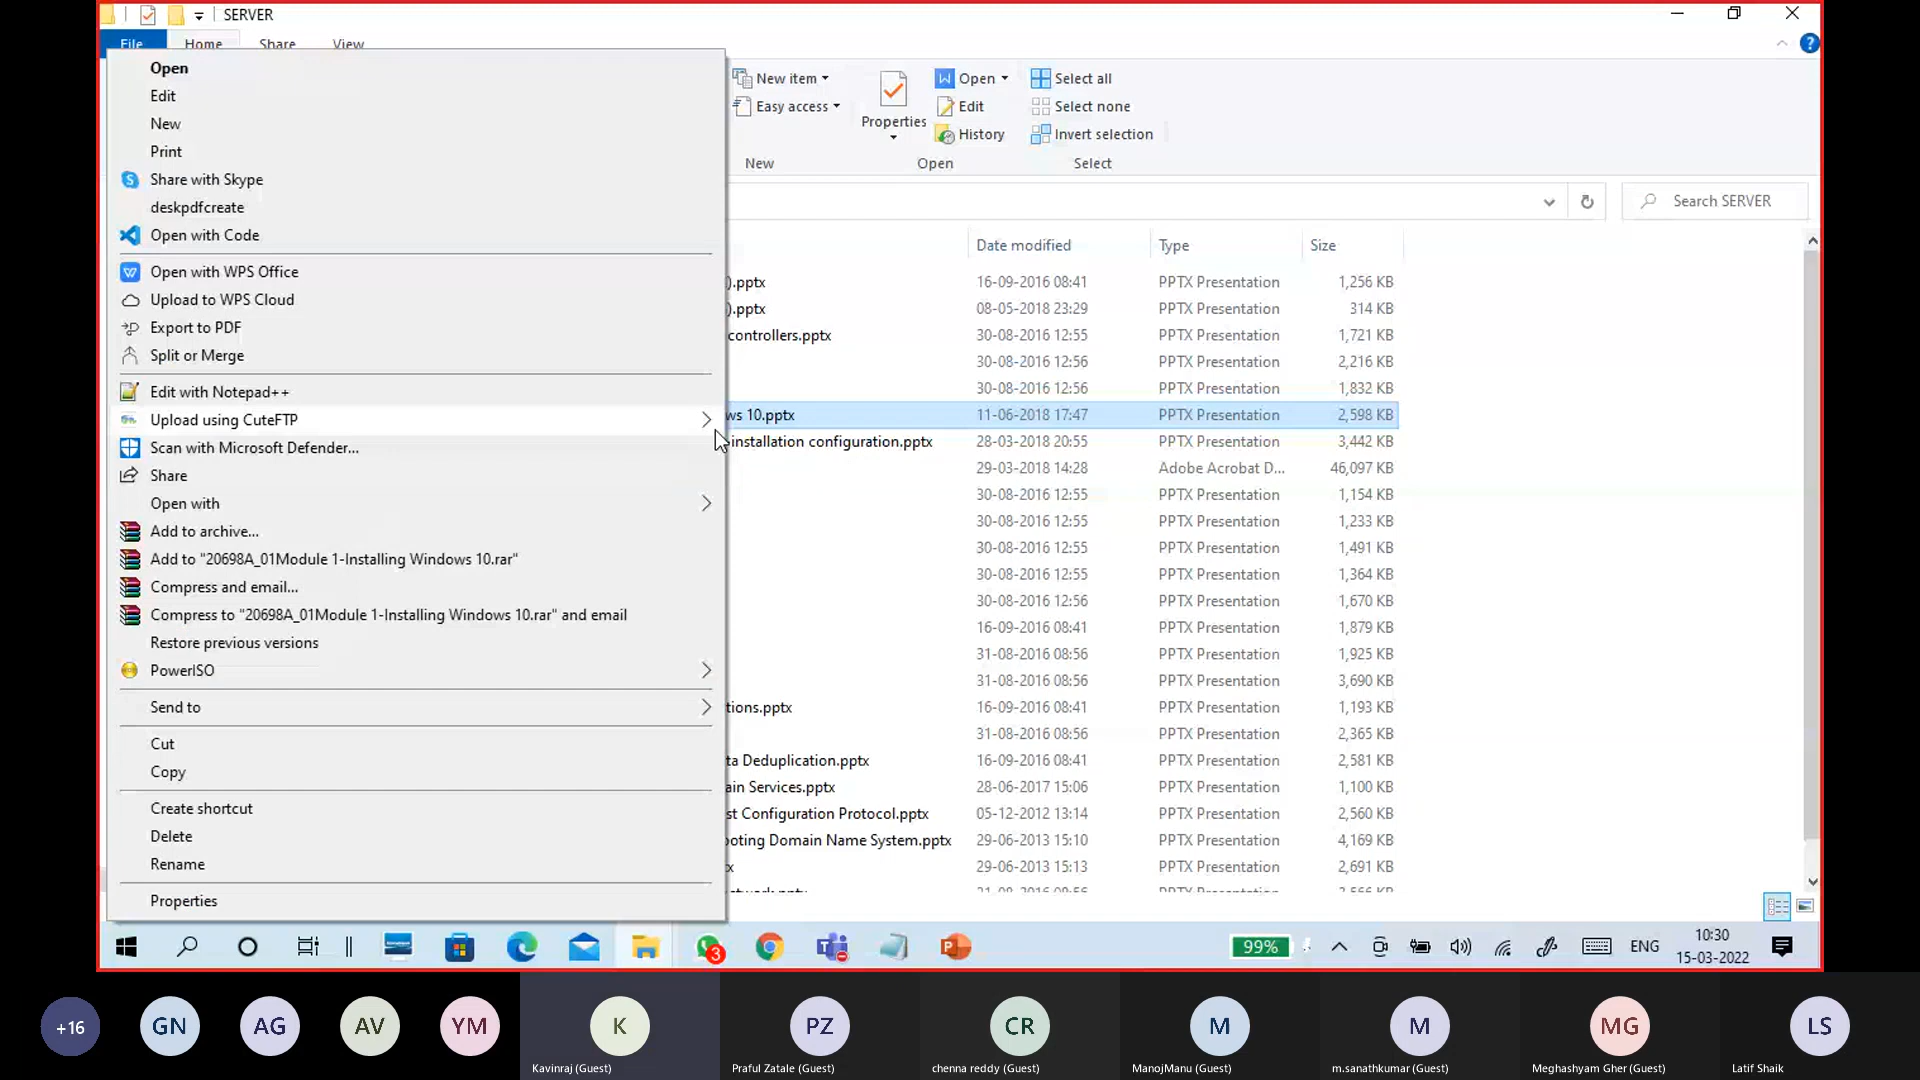 SERVER
File Home Share View
Open
Edit
New
Print
Share with Skype
deskpdfcreate
Open with Code
Open with WPS Office
Upload to WPS Cloud
Export to PDF
Split or Merge
Edit with Notepad++
Upload using CuteFTP
Scan with Microsoft Defender...
Share
Open with
Add to archive...
Add to "20698A_01Module 1-Installing Windows 10.rar"
Compress and email...
Compress to "20698A_01Module 1-Installing Windows 10.rar" and email
Restore previous versions
PowerISO
Send to
Cut
Copy
Create shortcut
Delete
Rename
Properties
New item
Easy access
New
Properties
Open
Edit
History
Open
Select all
Select none
Invert selection
Select
Search SERVER
Date modified Type Size
).pptx 16-09-2016 08:41 PPTX Presentation 1,256 KB
).pptx 08-05-2018 23:29 PPTX Presentation 314 KB
controllers.pptx 30-08-2016 12:55 PPTX Presentation 1,721 KB
30-08-2016 12:56 PPTX Presentation 2,216 KB
30-08-2016 12:56 PPTX Presentation 1,832 KB
ws 10.pptx 11-06-2018 17:47 PPTX Presentation 2,598 KB
-installation configuration.pptx 28-03-2018 20:55 PPTX Presentation 3,442 KB
29-03-2018 14:28 Adobe Acrobat D... 46,097 KB
30-08-2016 12:55 PPTX Presentation 1,154 KB
30-08-2016 12:55 PPTX Presentation 1,233 KB
30-08-2016 12:55 PPTX Presentation 1,491 KB
30-08-2016 12:55 PPTX Presentation 1,364 KB
30-08-2016 12:56 PPTX Presentation 1,670 KB
16-09-2016 08:41 PPTX Presentation 1,879 KB
31-08-2016 08:56 PPTX Presentation 1,925 KB
31-08-2016 08:56 PPTX Presentation 3,690 KB
tions.pptx 16-09-2016 08:41 PPTX Presentation 1,193 KB
31-08-2016 08:56 PPTX Presentation 2,365 KB
ta Deduplication.pptx 16-09-2016 08:41 PPTX Presentation 2,581 KB
ain Services.pptx 28-06-2017 15:06 PPTX Presentation 1,100 KB
st Configuration Protocol.pptx 05-12-2012 13:14 PPTX Presentation 2,560 KB
ooting Domain Name System.pptx 29-06-2013 15:10 PPTX Presentation 4,169 KB
x 29-06-2013 15:13 PPTX Presentation 2,691 KB
3 99% ENG 10:30
15-03-2022
+16 GN AG AV YM K PZ CR M M MG LS
Kavinraj (Guest) Praful Zatale (Guest) chenna reddy (Guest) ManojManu (Guest) m.sanathkumar (Guest) Meghashyam Gher (Guest) Latif Shaik